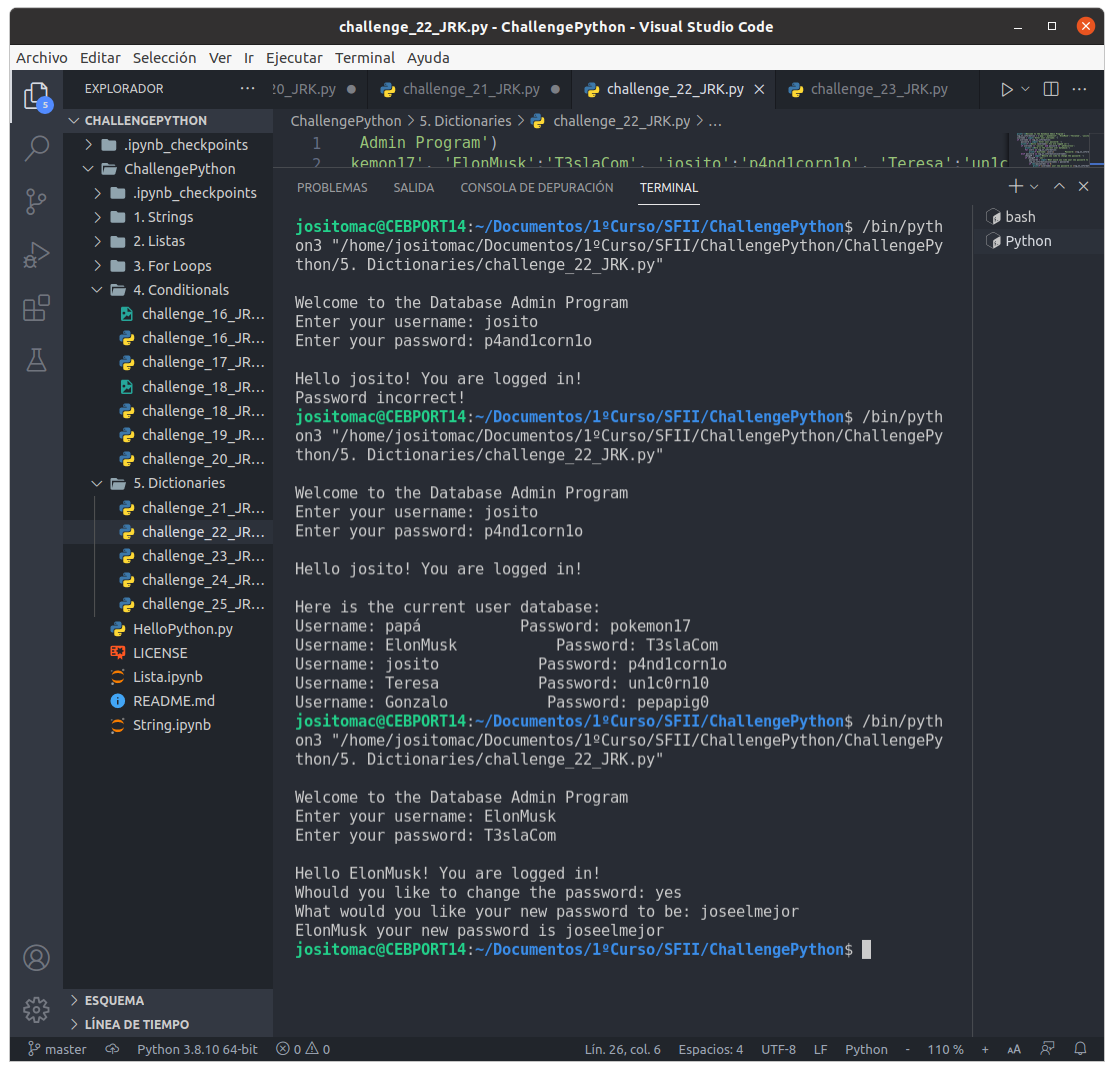 challenge_22_JRK.py - ChallengePython - Visual Studio Code
Archivo Editar Selección Ver Ir Ejecutar Terminal Ayuda
EXPLORADOR
20_JRK.py challenge_21_JRK.py challenge_22_JRK.py challenge_23_JRK.py
5
CHALLENGEPYTHON
.ipynb_checkpoints
ChallengePython
.ipynb_checkpoints
1. Strings
2. Listas
3. For Loops
4. Conditionals
challenge_16_JR...
challenge_16_JR...
challenge_17_JR...
challenge_18_JR...
challenge_18_JR...
challenge_19_JR...
challenge_20_JR...
5. Dictionaries
challenge_21_JR...
challenge_22_JR...
challenge_23_JR...
challenge_24_JR...
challenge_25_JR...
HelloPython.py
LICENSE
Lista.ipynb
README.md
String.ipynb
ESQUEMA
LÍNEA DE TIEMPO
ChallengePython > 5. Dictionaries > challenge_22_JRK.py > ...
1 Admin Program')
2 kemon17', 'ElonMusk':'T3slaCom', 'josito':'p4nd1corn1o', 'Teresa':'un1c
PROBLEMAS SALIDA CONSOLA DE DEPURACIÓN TERMINAL
bash
Python
jositomac@CEBPORT14:~/Documentos/1ºCurso/SFII/ChallengePython$ /bin/pyth
on3 "/home/jositomac/Documentos/1ºCurso/SFII/ChallengePython/ChallengePy
thon/5. Dictionaries/challenge_22_JRK.py"
Welcome to the Database Admin Program
Enter your username: josito
Enter your password: p4and1corn1o
Hello josito! You are logged in!
Password incorrect!
jositomac@CEBPORT14:~/Documentos/1ºCurso/SFII/ChallengePython$ /bin/pyth
on3 "/home/jositomac/Documentos/1ºCurso/SFII/ChallengePython/ChallengePy
thon/5. Dictionaries/challenge_22_JRK.py"
Welcome to the Database Admin Program
Enter your username: josito
Enter your password: p4nd1corn1o
Hello josito! You are logged in!
Here is the current user database:
Username: papá Password: pokemon17
Username: ElonMusk Password: T3slaCom
Username: josito Password: p4nd1corn1o
Username: Teresa Password: un1c0rn10
Username: Gonzalo Password: pepapig0
jositomac@CEBPORT14:~/Documentos/1ºCurso/SFII/ChallengePython$ /bin/pyth
on3 "/home/jositomac/Documentos/1ºCurso/SFII/ChallengePython/ChallengePy
thon/5. Dictionaries/challenge_22_JRK.py"
Welcome to the Database Admin Program
Enter your username: ElonMusk
Enter your password: T3slaCom
Hello ElonMusk! You are logged in!
Whould you like to change the password: yes
What would you like your new password to be: joseelmejor
ElonMusk your new password is joseelmejor
jositomac@CEBPORT14:~/Documentos/1ºCurso/SFII/ChallengePython$
master Python 3.8.10 64-bit 0 0 Lín. 26, col. 6 Espacios: 4 UTF-8 LF Python - 110 % + AA